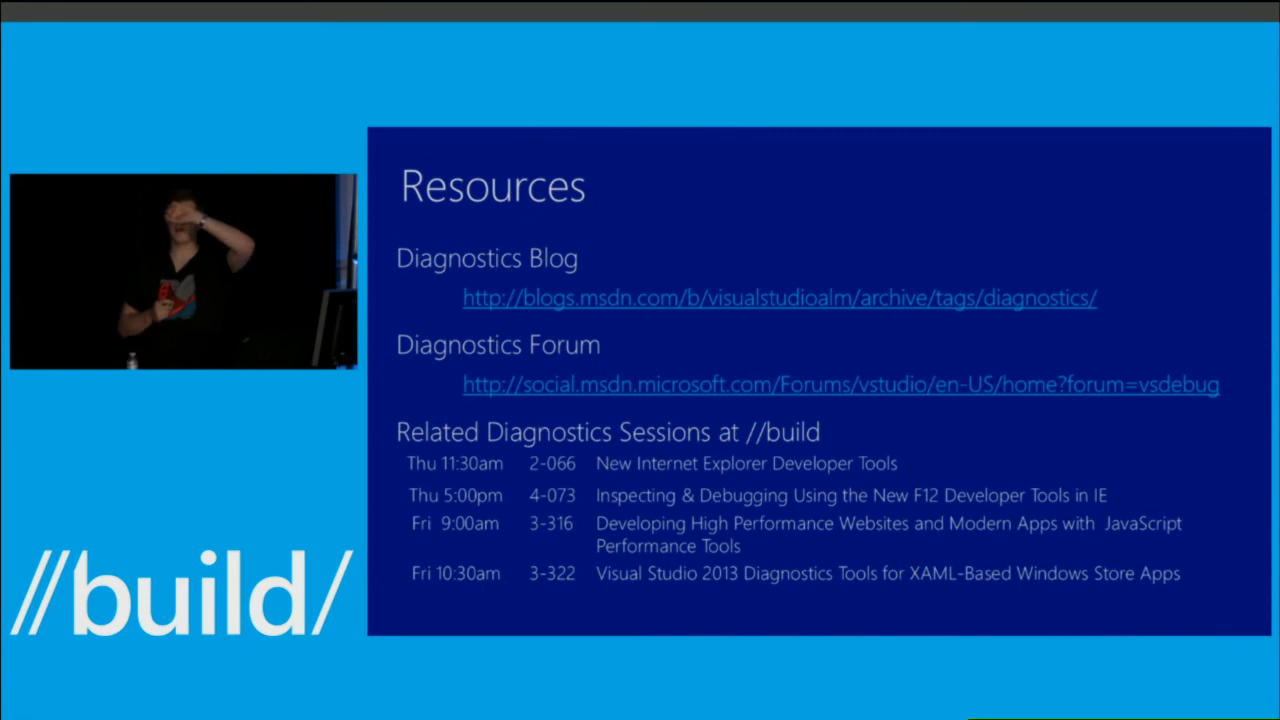 Resources
Diagnostics Blog
http://blogs.msdn.com/b/visualstudioalm/archive/tags/diagnostics/
Diagnostics Forum
http://social.msdn.microsoft.com/Forums/vstudio/en-US/home?forum=vsdebug
Related Diagnostics Sessions at //build
Thu 11:30am 2-066 New Internet Explorer Developer Tools
Thu 5:00pm 4-073 Inspecting & Debugging Using the New F12 Developer Tools in IE
Fri 9:00am 3-316 Developing High Performance Websites and Modern Apps with JavaScript
Performance Tools
Fri 10:30am 3-322 Visual Studio 2013 Diagnostics Tools for XAML-Based Windows Store Apps
//build/